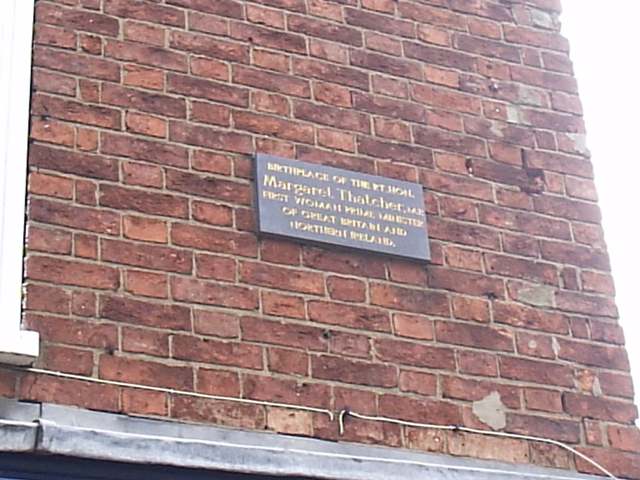 BIRTHPLACE OF THE RT.HON.
Margaret Thatcher, M.P.
FIRST WOMAN PRIME MINISTER
OF GREAT BRITAIN AND
NORTHERN IRELAND.